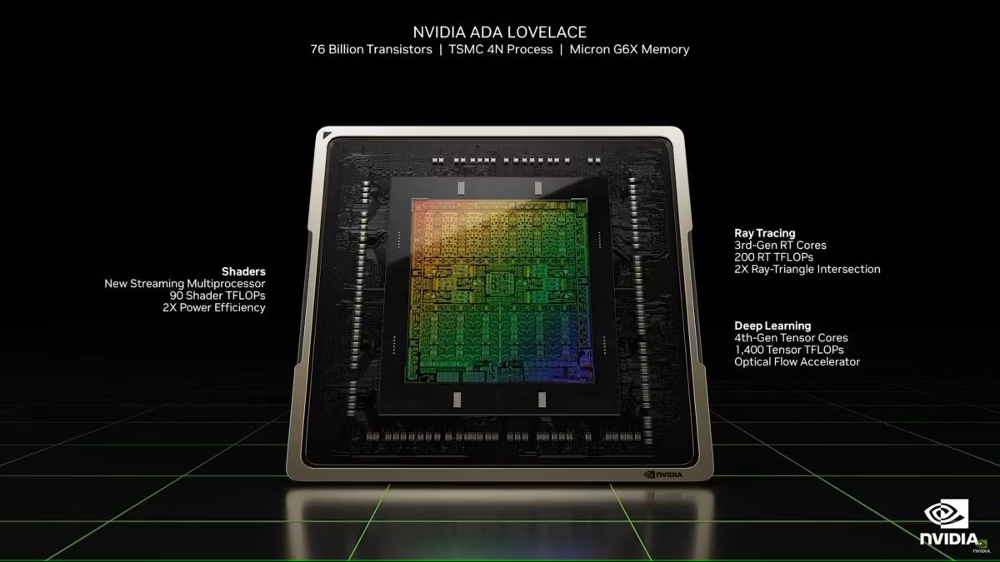 NVIDIA ADA LOVELACE
76 Billion Transistors | TSMC 4N Process | Micron G6X Memory
Shaders
New Streaming Multiprocessor
90 Shader TFLOPs
2X Power Efficiency
Ray Tracing
3rd-Gen RT Cores
200 RT TFLOPs
2X Ray-Triangle Intersection
Deep Learning
4th-Gen Tensor Cores
1,400 Tensor TFLOPs
Optical Flow Accelerator
NVIDIA
NVIDIA
NVIDIA